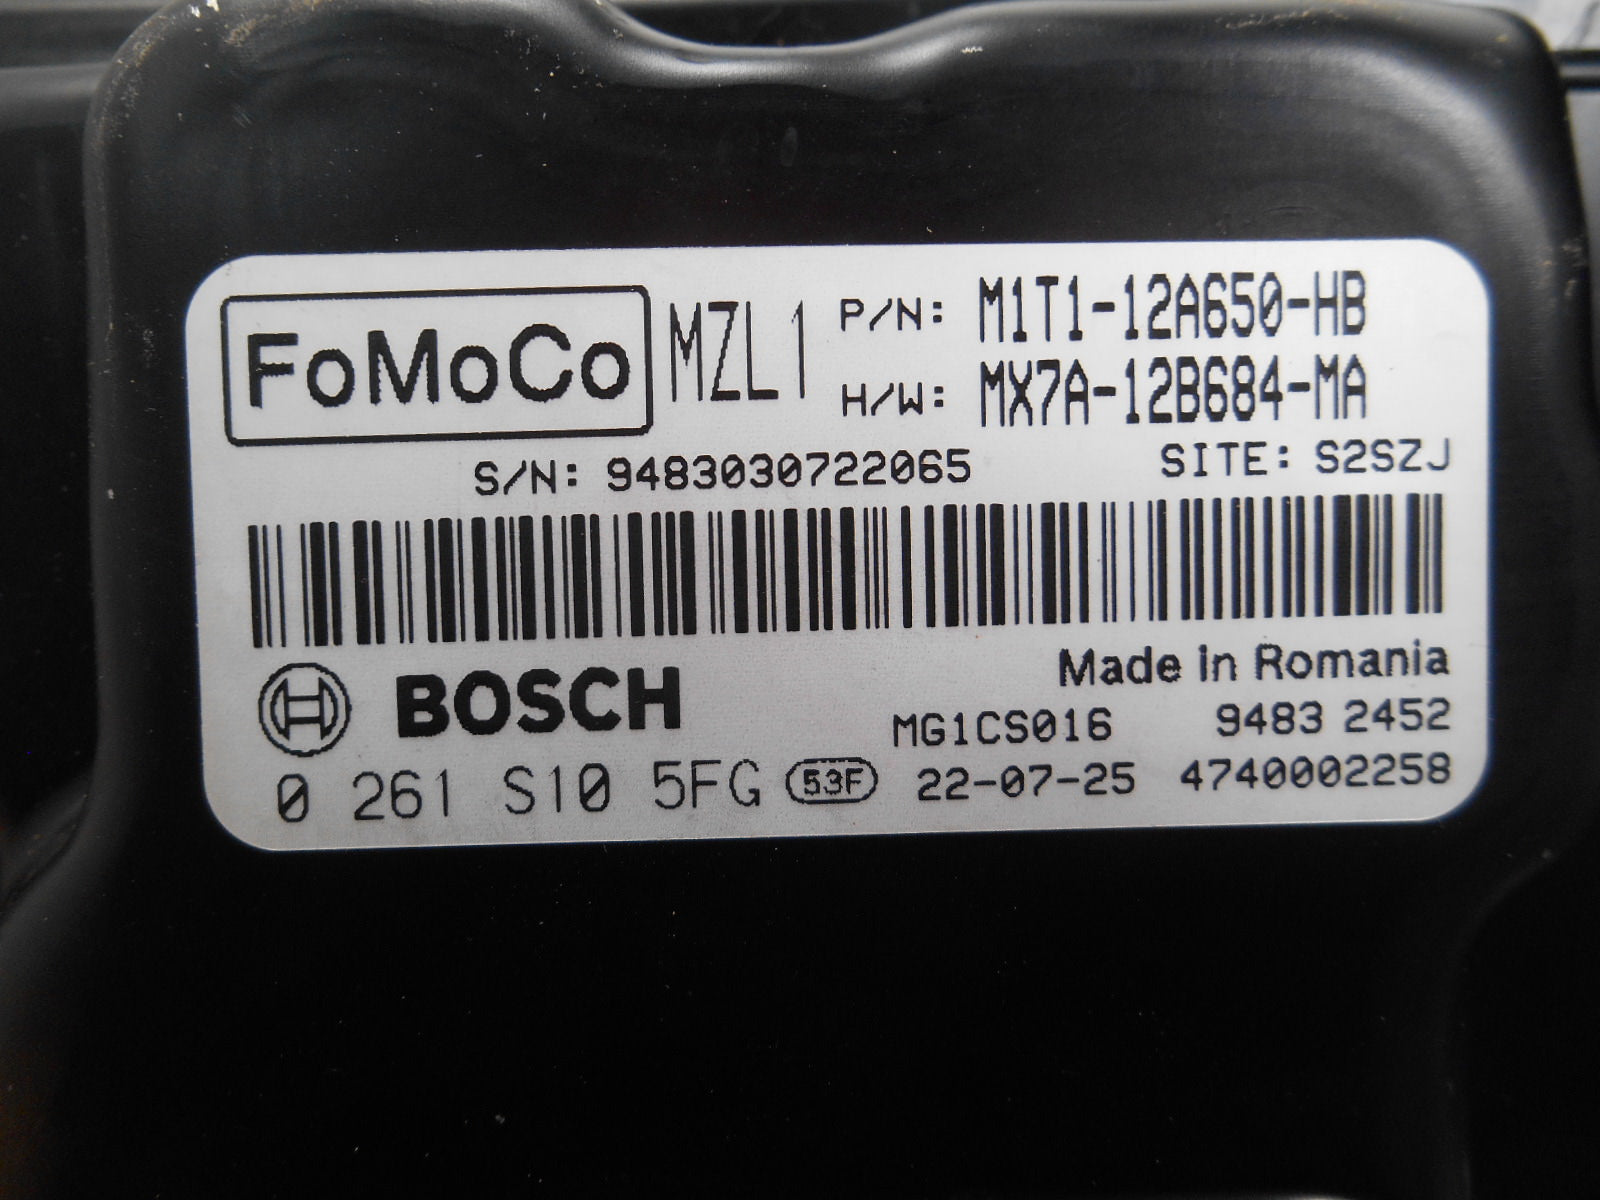 FoMoCo MZL1 P/N: M1T1-12A650-HB
H/W: MX7A-12B684-MA
S/N: 9483030722065 SITE: S2SZJ
BOSCH Made in Romania
MG1CS016 9483 2452
0 261 S10 5FG 53F 22-07-25 4740002258